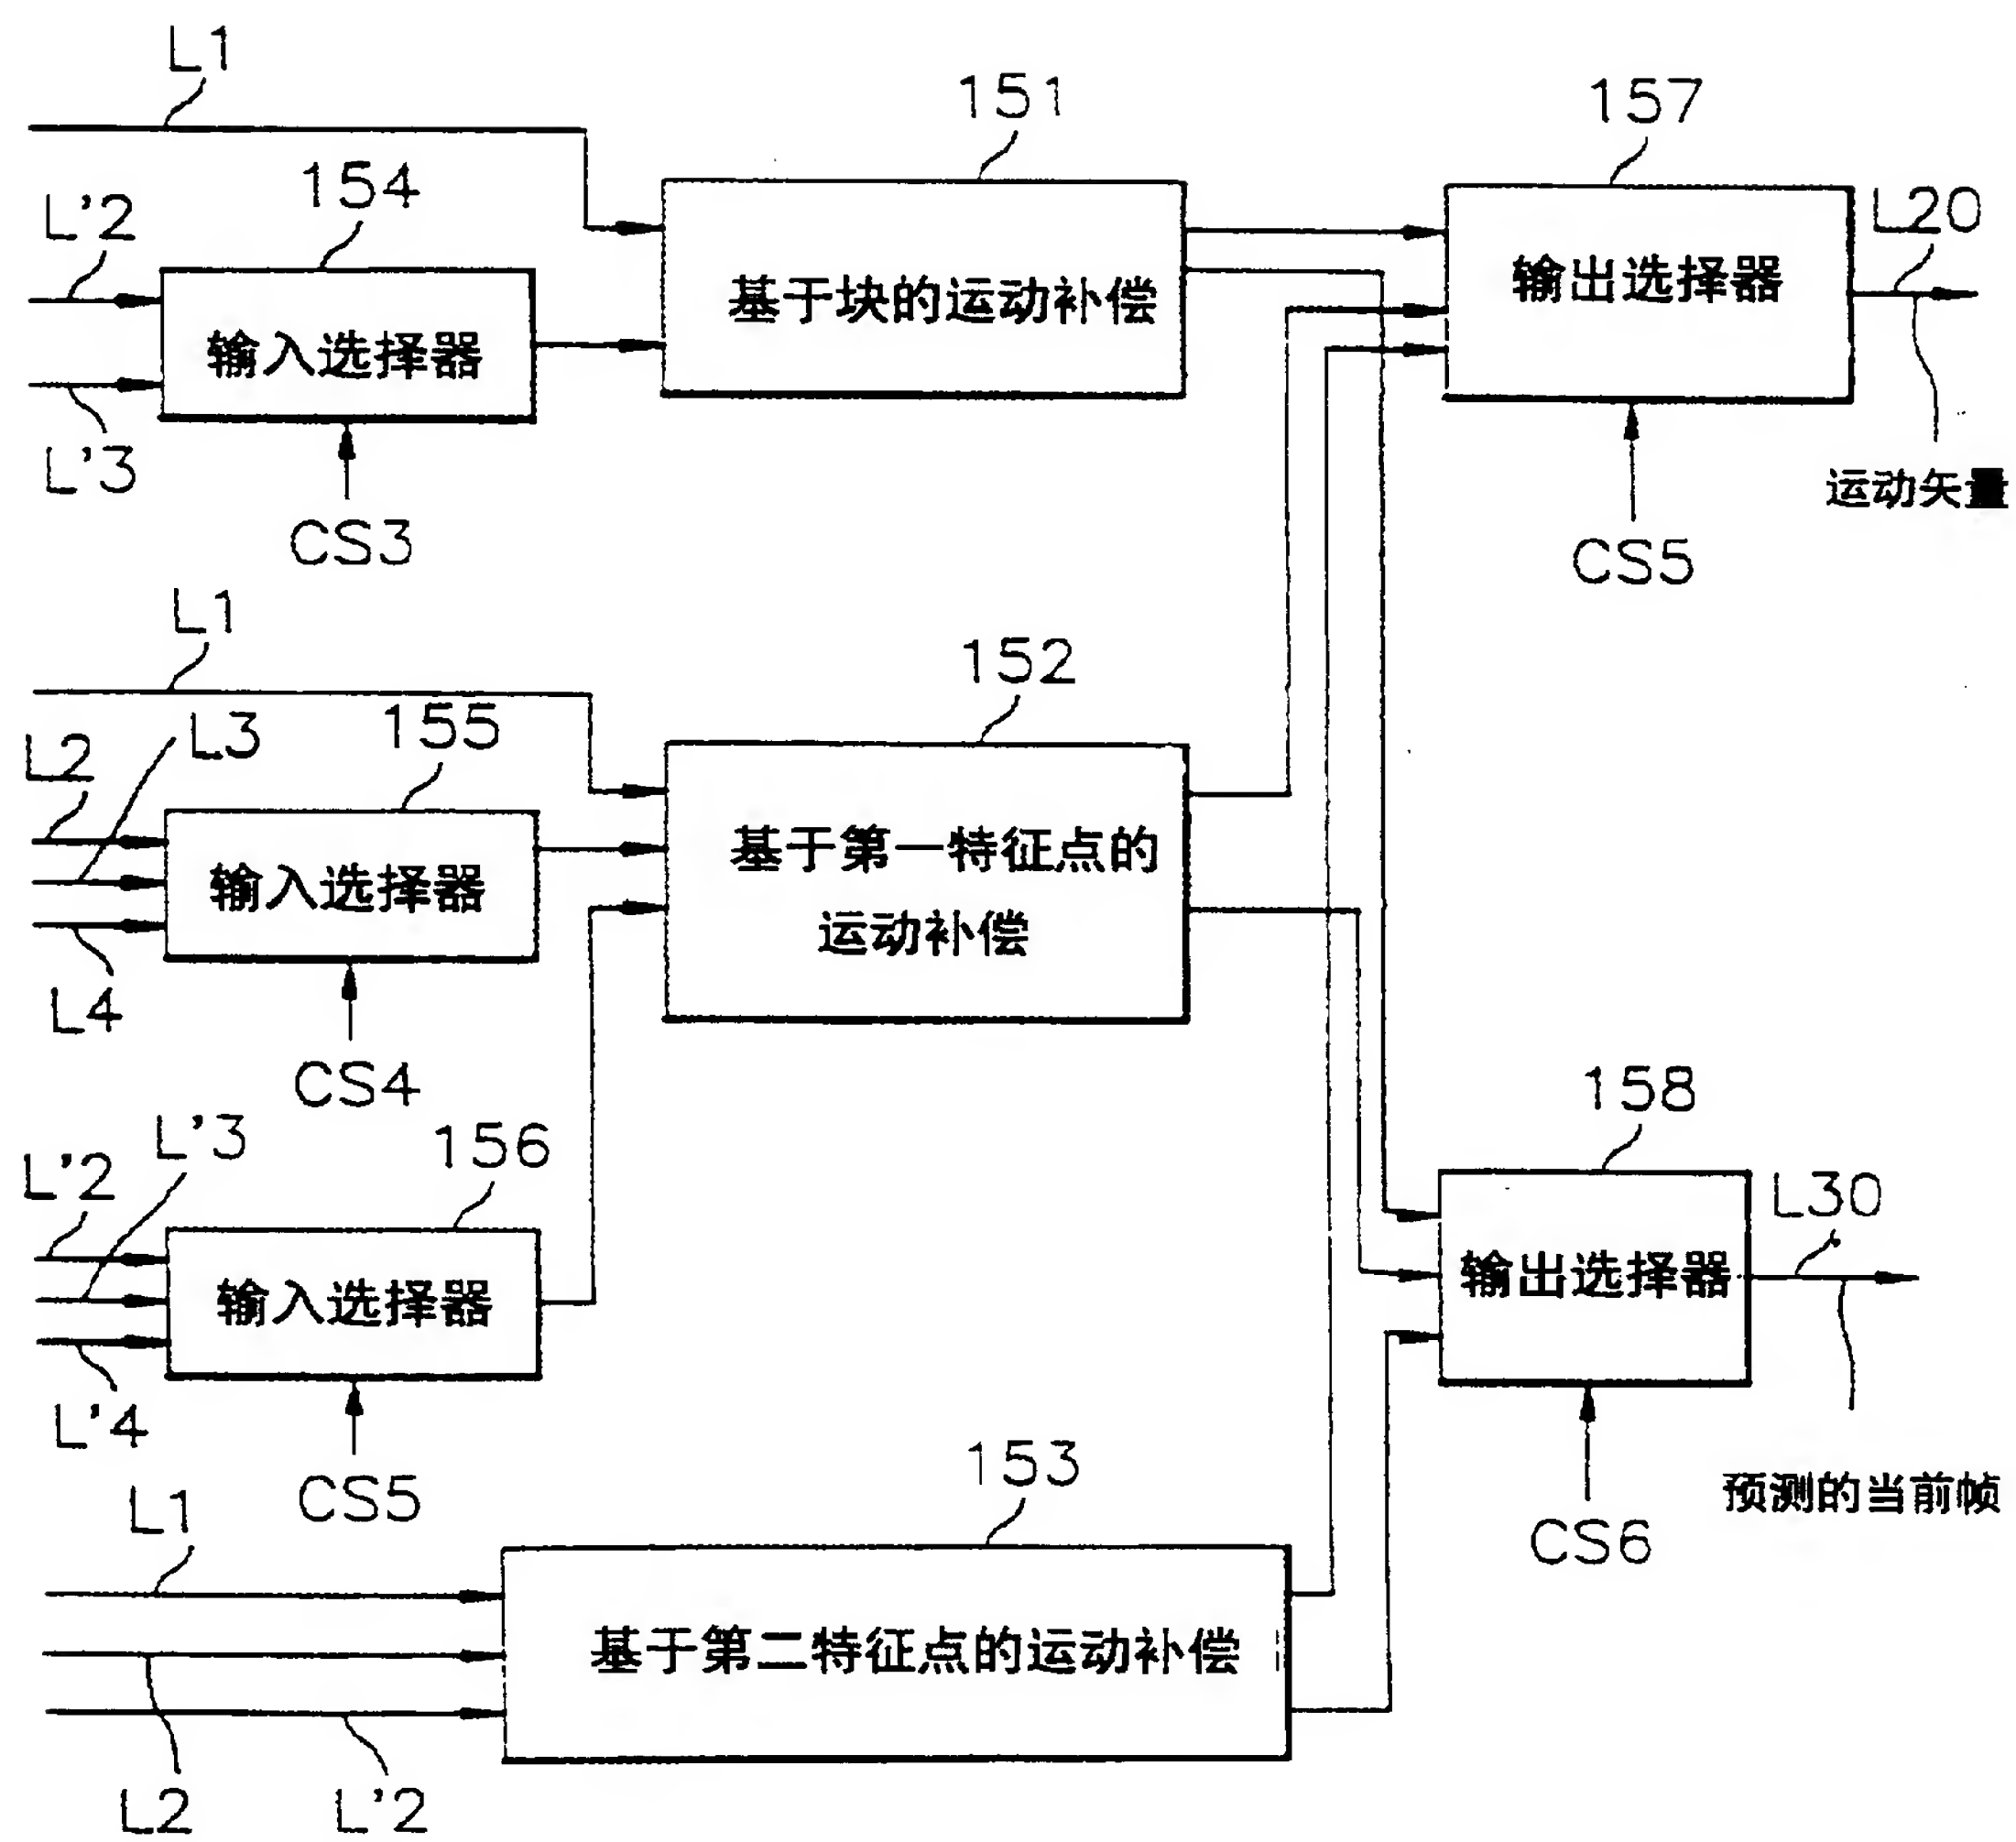 L1
151
157
154
L'2
L20
基于块的运动补偿
输出选择器
输入选择器
L'3
运动矢量
CS3
CS5
L1
152
155
L3
L2
基于第一特征点的
运动补偿
输入选择器
L4
CS4
158
L'3
156
L'2
L30
输入选择器
输出选择器
L'4
CS5
153
L1
预测的当前帧
CS6
基于第二特征点的运动补偿
L2
L'2